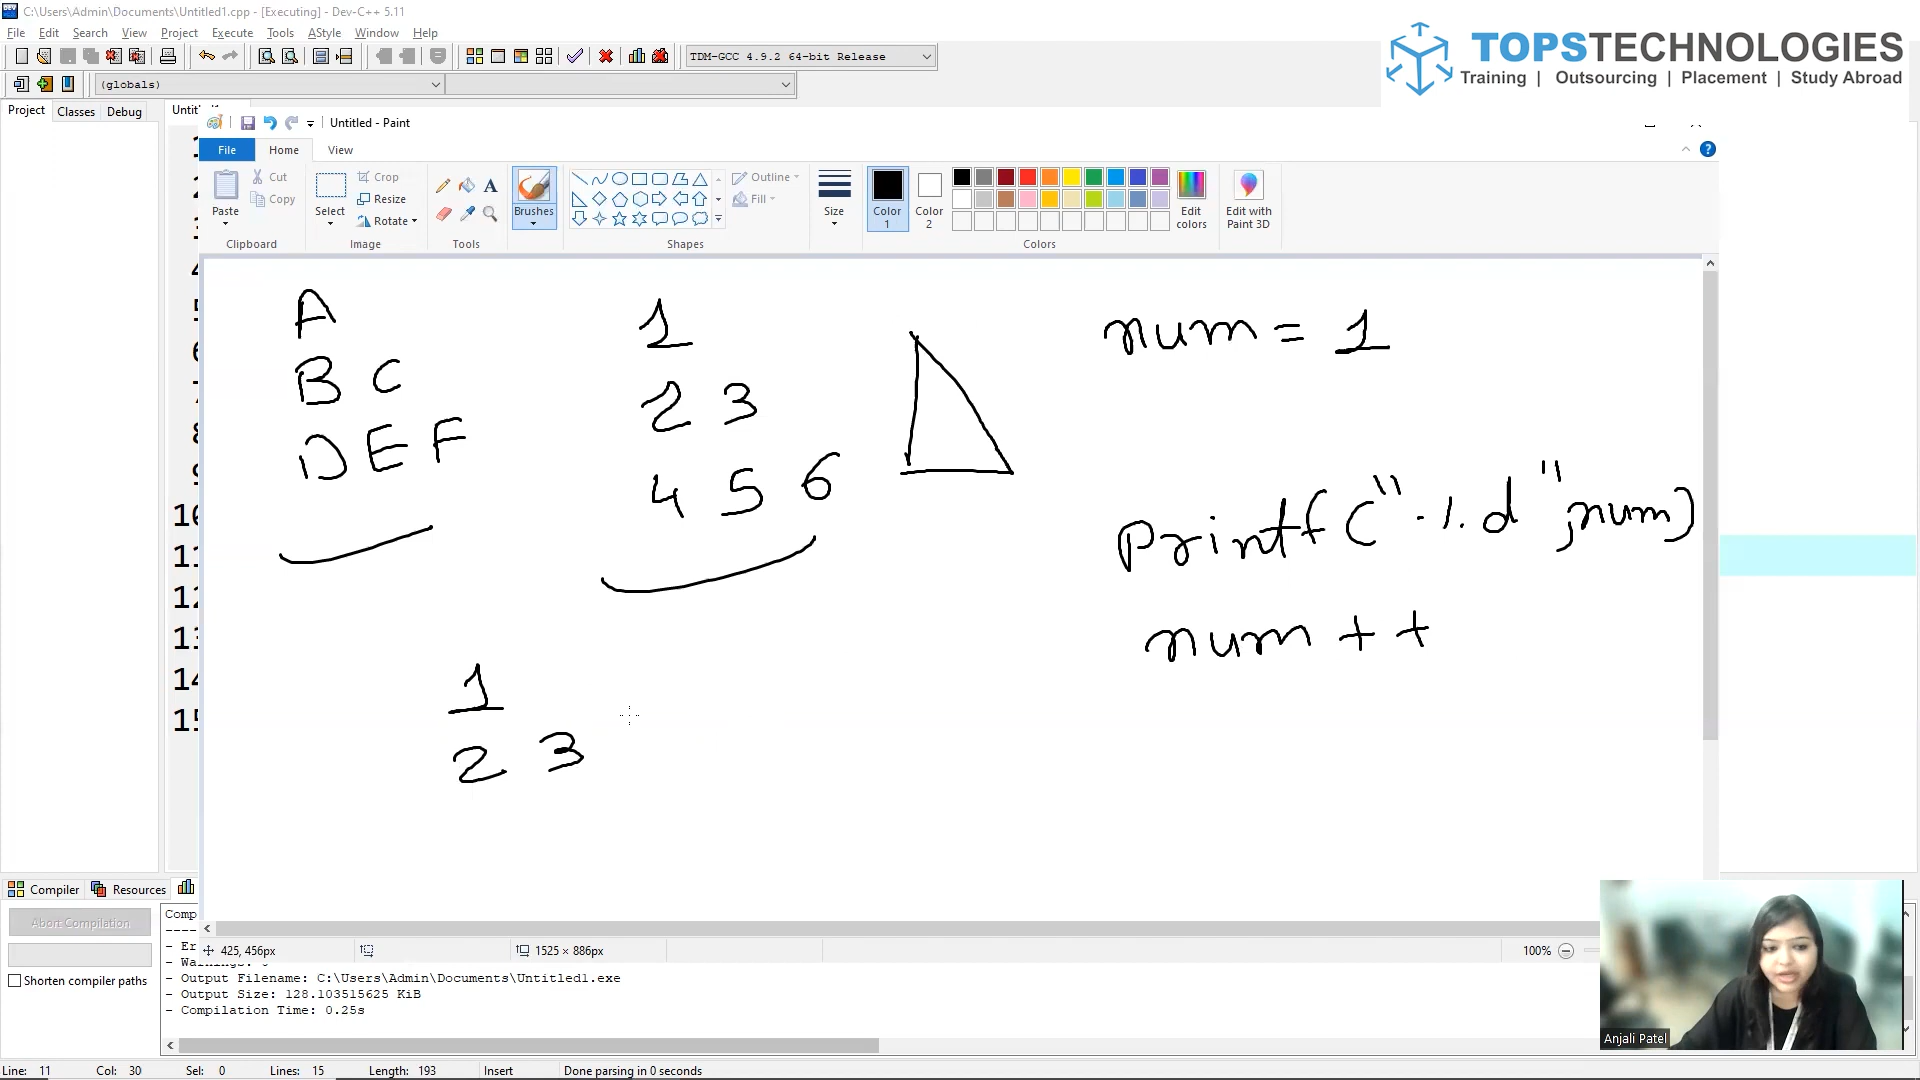 C:\Users\Admin\Documents\Untitled1.cpp - [Executing] - Dev-C++ 5.11
File Edit Search View Project Execute Tools AStyle Window Help
TDM-GCC 4.9.2 64-bit Release
TOPSTECHNOLOGIES
Training | Outsourcing | Placement | Study Abroad
(globals)
Project Classes Debug
Untitled - Paint
File Home View
Paste Cut Copy Select Crop Resize Rotate A Brushes Outline Fill Size Color 1 Color 2 Edit colors Edit with Paint 3D
Clipboard Image Tools Shapes Colors
A
B C
D E F
1
2 3
4 5 6
num = 1
printf("%d", num)
num ++
1
2 3
Compiler Resources
Abort Compilation
Shorten compiler paths
425, 456px 1525 × 886px 100%
- Output Filename: C:\Users\Admin\Documents\Untitled1.exe
- Output Size: 128.103515625 KiB
- Compilation Time: 0.25s
Anjali Patel
Line: 11 Col: 30 Sel: 0 Lines: 15 Length: 193 Insert Done parsing in 0 seconds